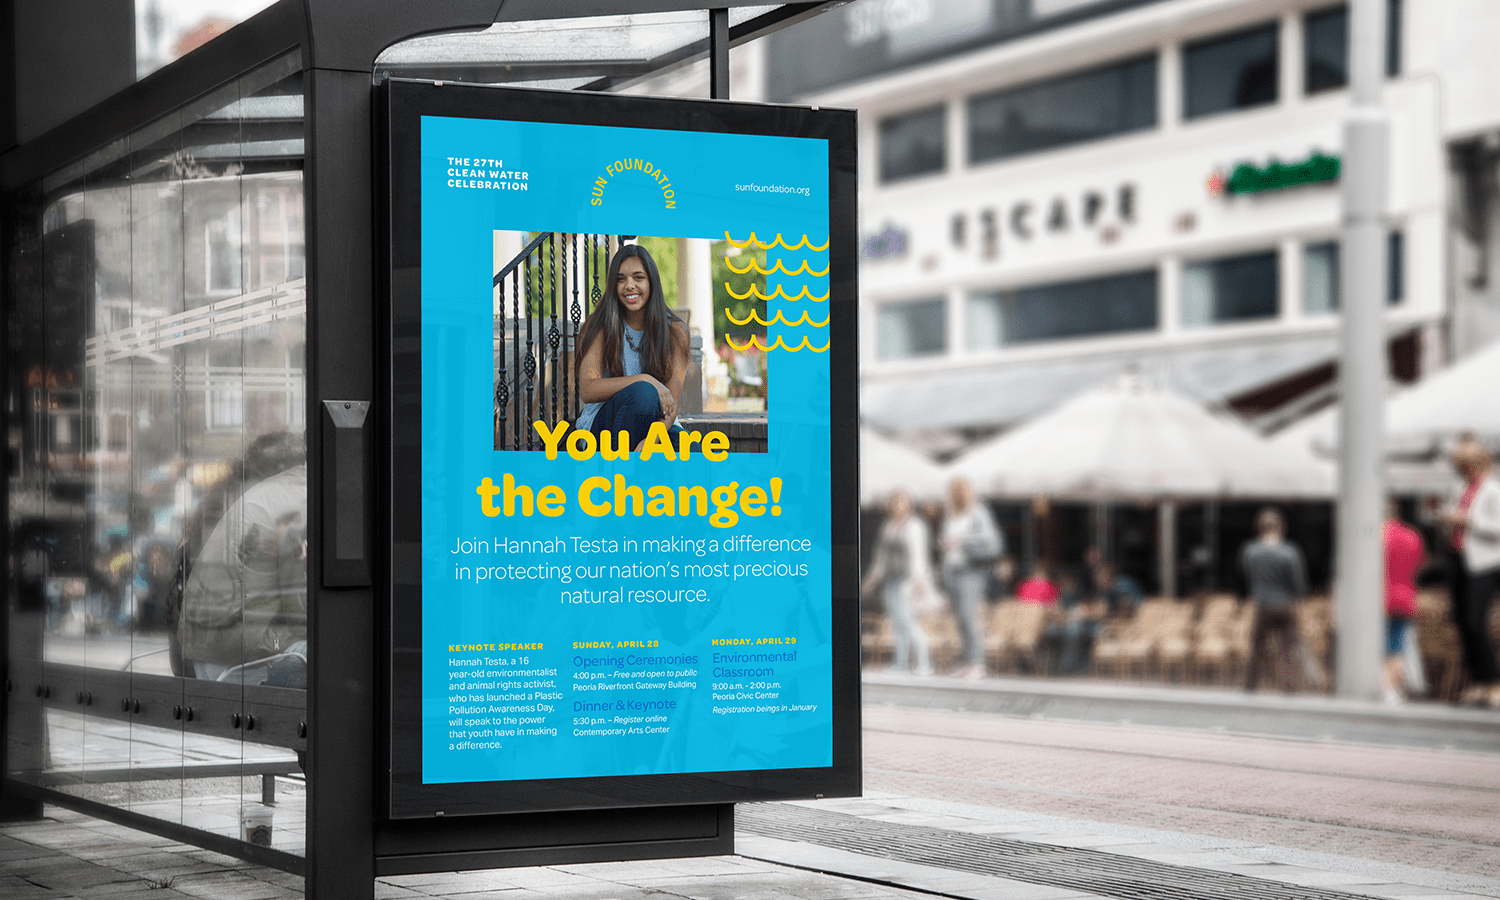 THE 27TH
CLEAN WATER
CELEBRATION
SUN FOUNDATION
sunfoundation.org
You Are
the Change!
Join Hannah Testa in making a difference
in protecting our nation's most precious
natural resource.
KEYNOTE SPEAKER
Hannah Testa, a 16
year-old environmentalist
and animal rights activist,
who has launched a Plastic
Pollution Awareness Day,
will speak to the power
that youth have in making
a difference.
SUNDAY, APRIL 28
Opening Ceremonies
4:00 p.m. – Free and open to public
Peoria Riverfront Gateway Building
Dinner & Keynote
5:30 p.m. – Register online
Contemporary Arts Center
MONDAY, APRIL 29
Environmental
Classroom
9:00 a.m. - 2:00 p.m.
Peoria Civic Center
Registration beings in January
ESCAPE